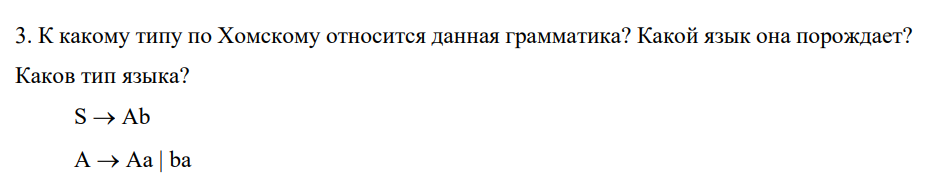 3. К какому типу по Хомскому относится данная грамматика? Какой язык она порождает?
Каков тип языка?
S → Ab
A → Aa | ba